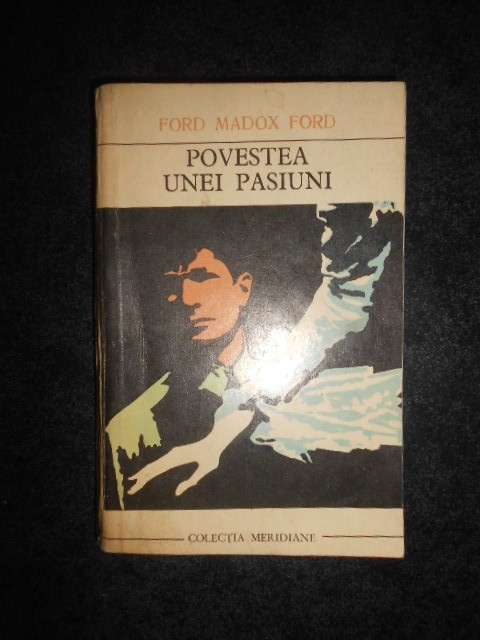 FORD MADOX FORD
POVESTEA
UNEI PASIUNI
COLECȚIA MERIDIANE